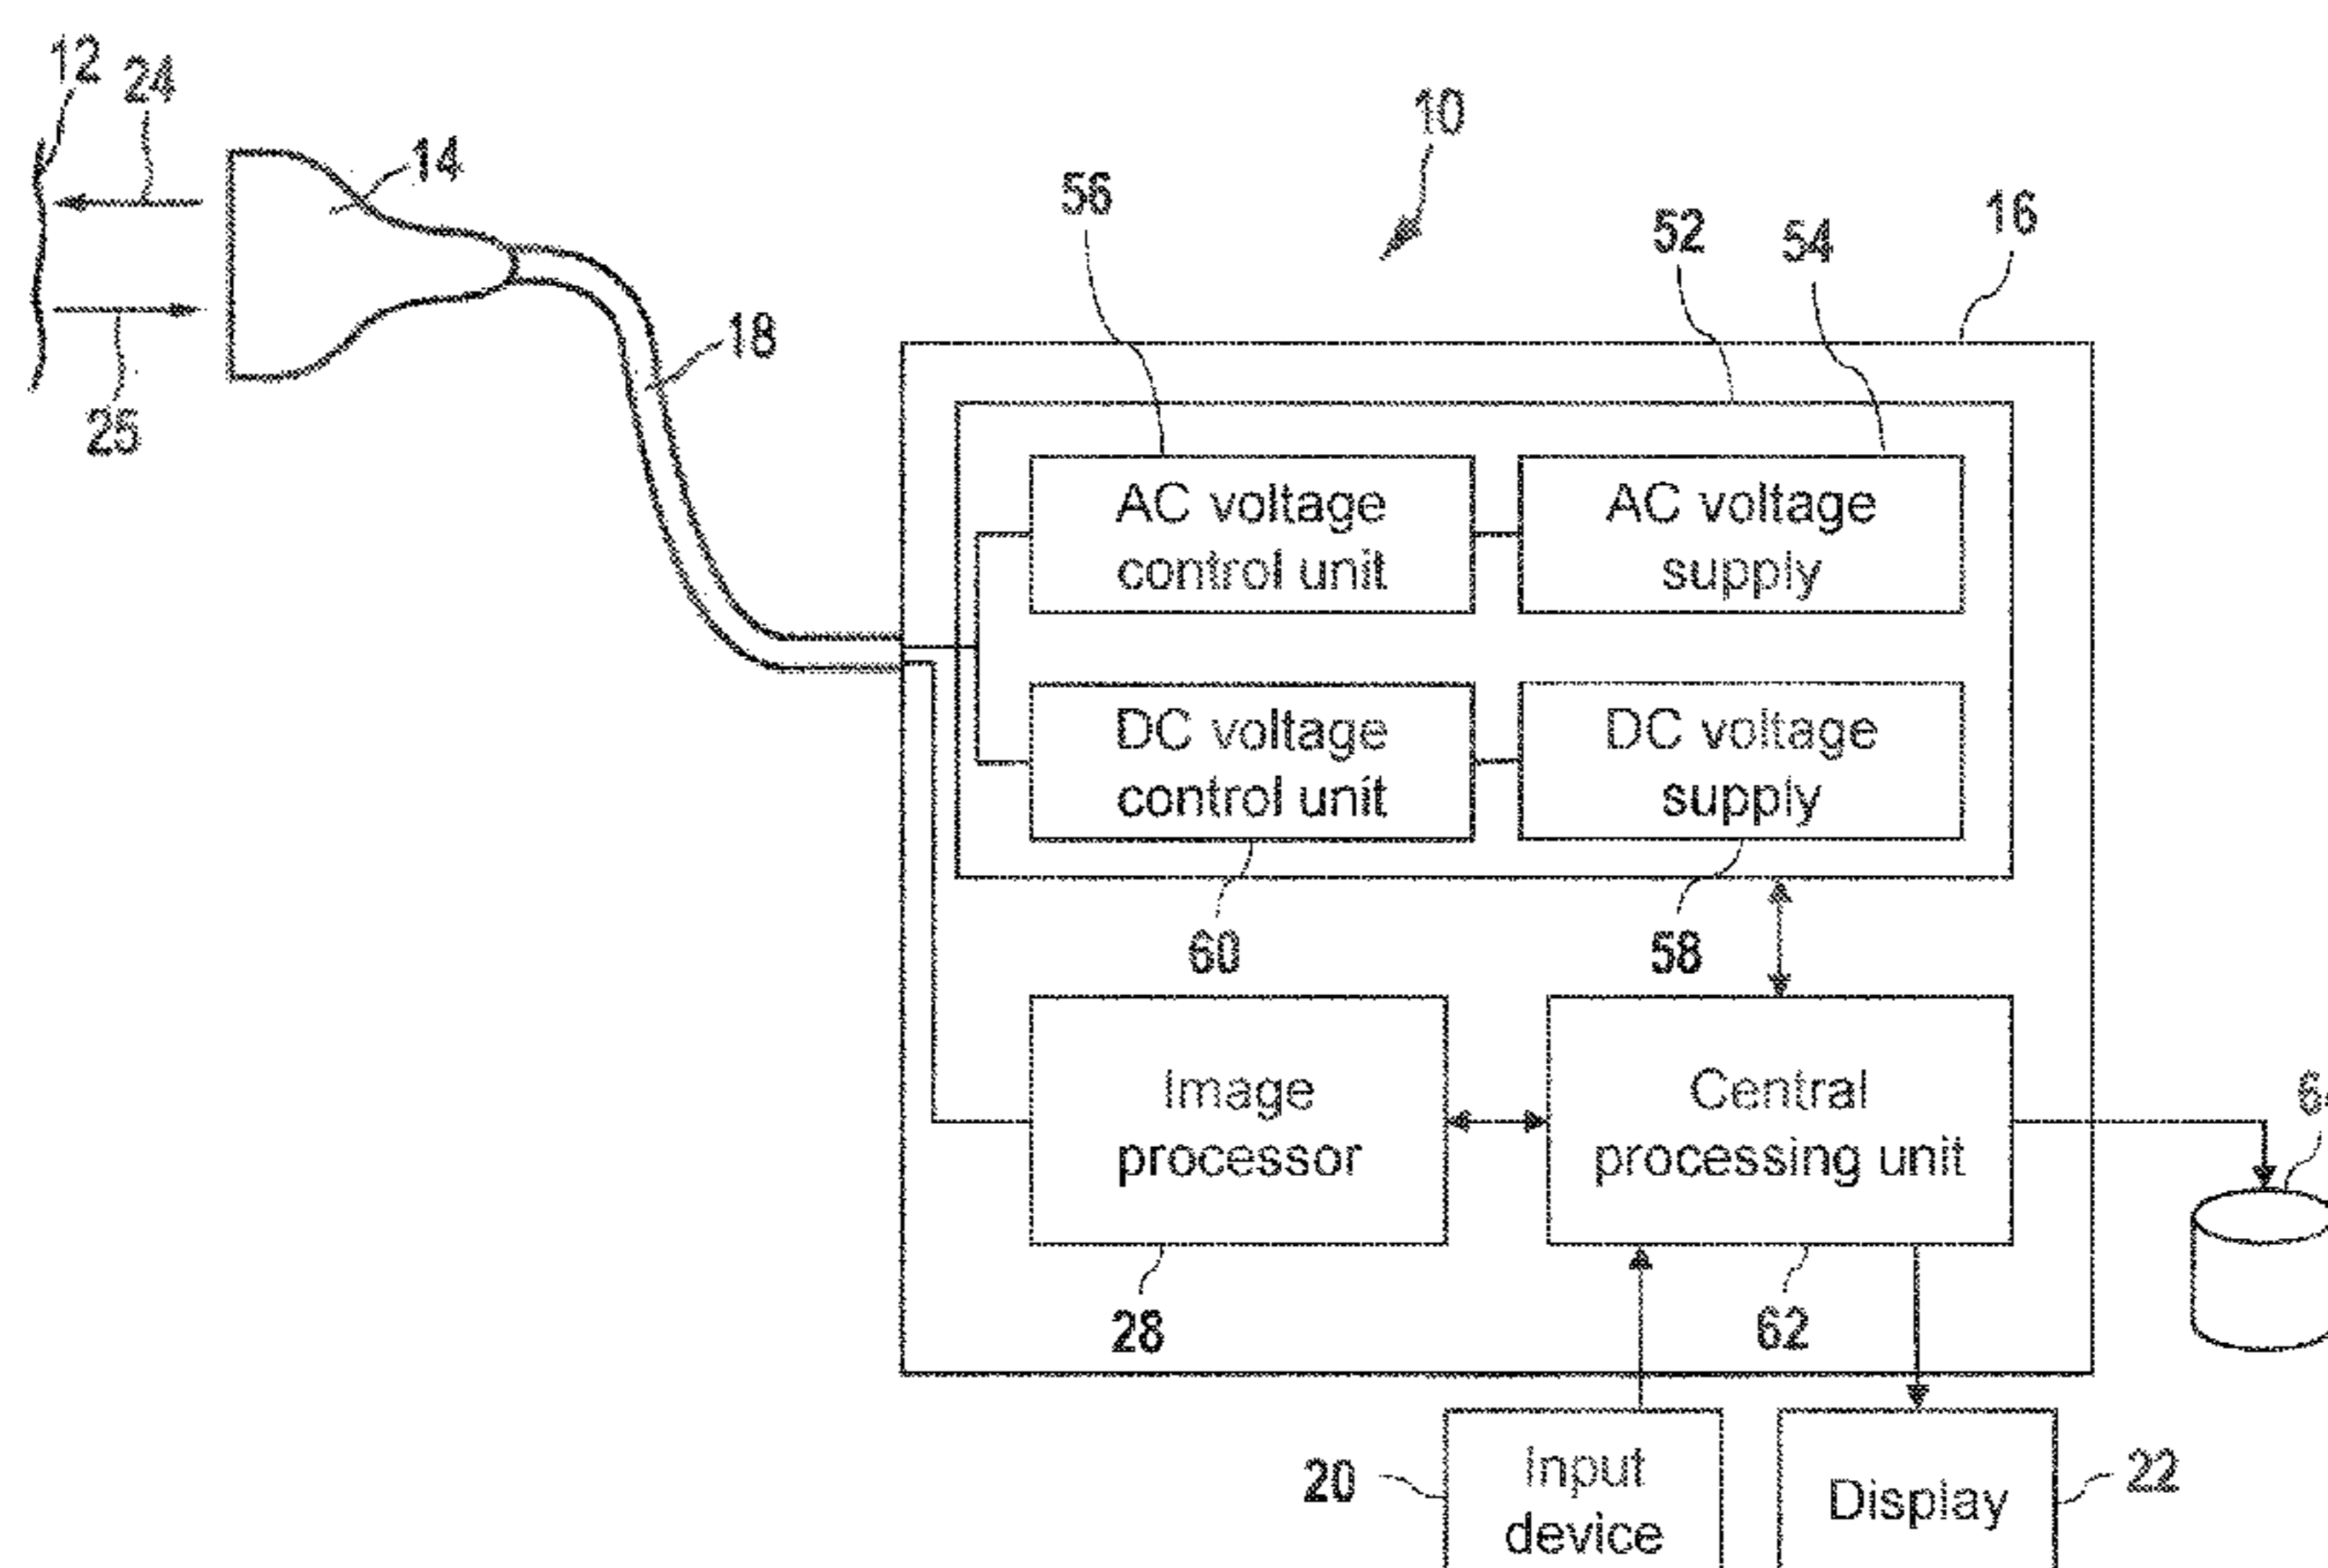 12
24
10
14
56
16
52
54
18
25
AC voltage
control unit
AC voltage
supply
DC voltage
control unit
DC voltage
supply
60
58
Image
processor
Central
processing unit
28
62
20
Input
device
Display
22